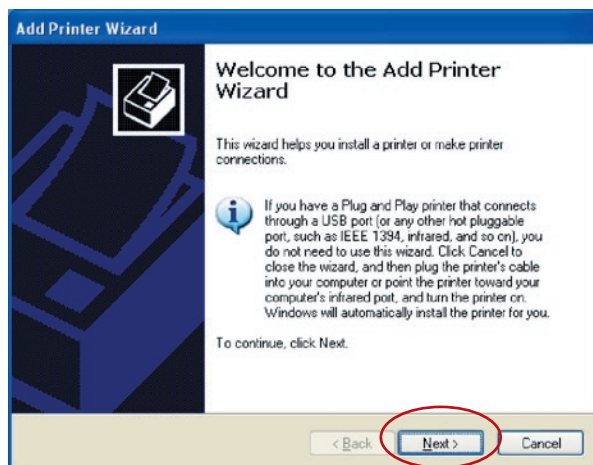 Add Printer Wizard
Welcome to the Add Printer
Wizard
This wizard helps you install a printer or make printer
connections.
If you have a Plug and Play printer that connects
through a USB port (or any other hot pluggable
port, such as IEEE 1394, infrared, and so on), you
do not need to use this wizard. Click Cancel to
close the wizard, and then plug the printer's cable
into your computer or point the printer toward your
computer's infrared port, and turn the printer on.
Windows will automatically install the printer for you.
To continue, click Next.
< Back Next > Cancel